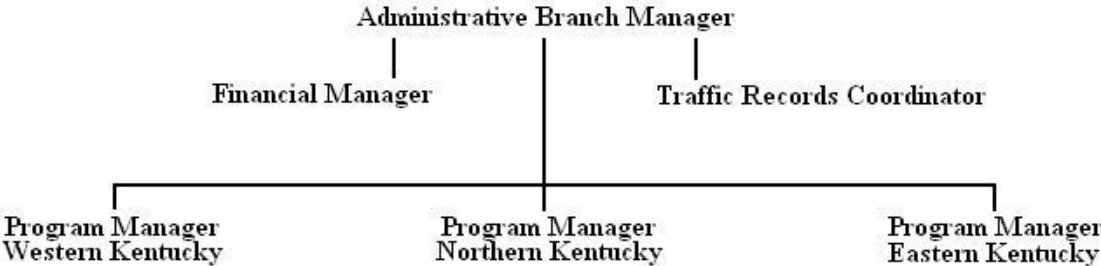 Administrative Branch Manager
Financial Manager
Traffic Records Coordinator
Program Manager
Western Kentucky
Program Manager
Northern Kentucky
Program Manager
Eastern Kentucky